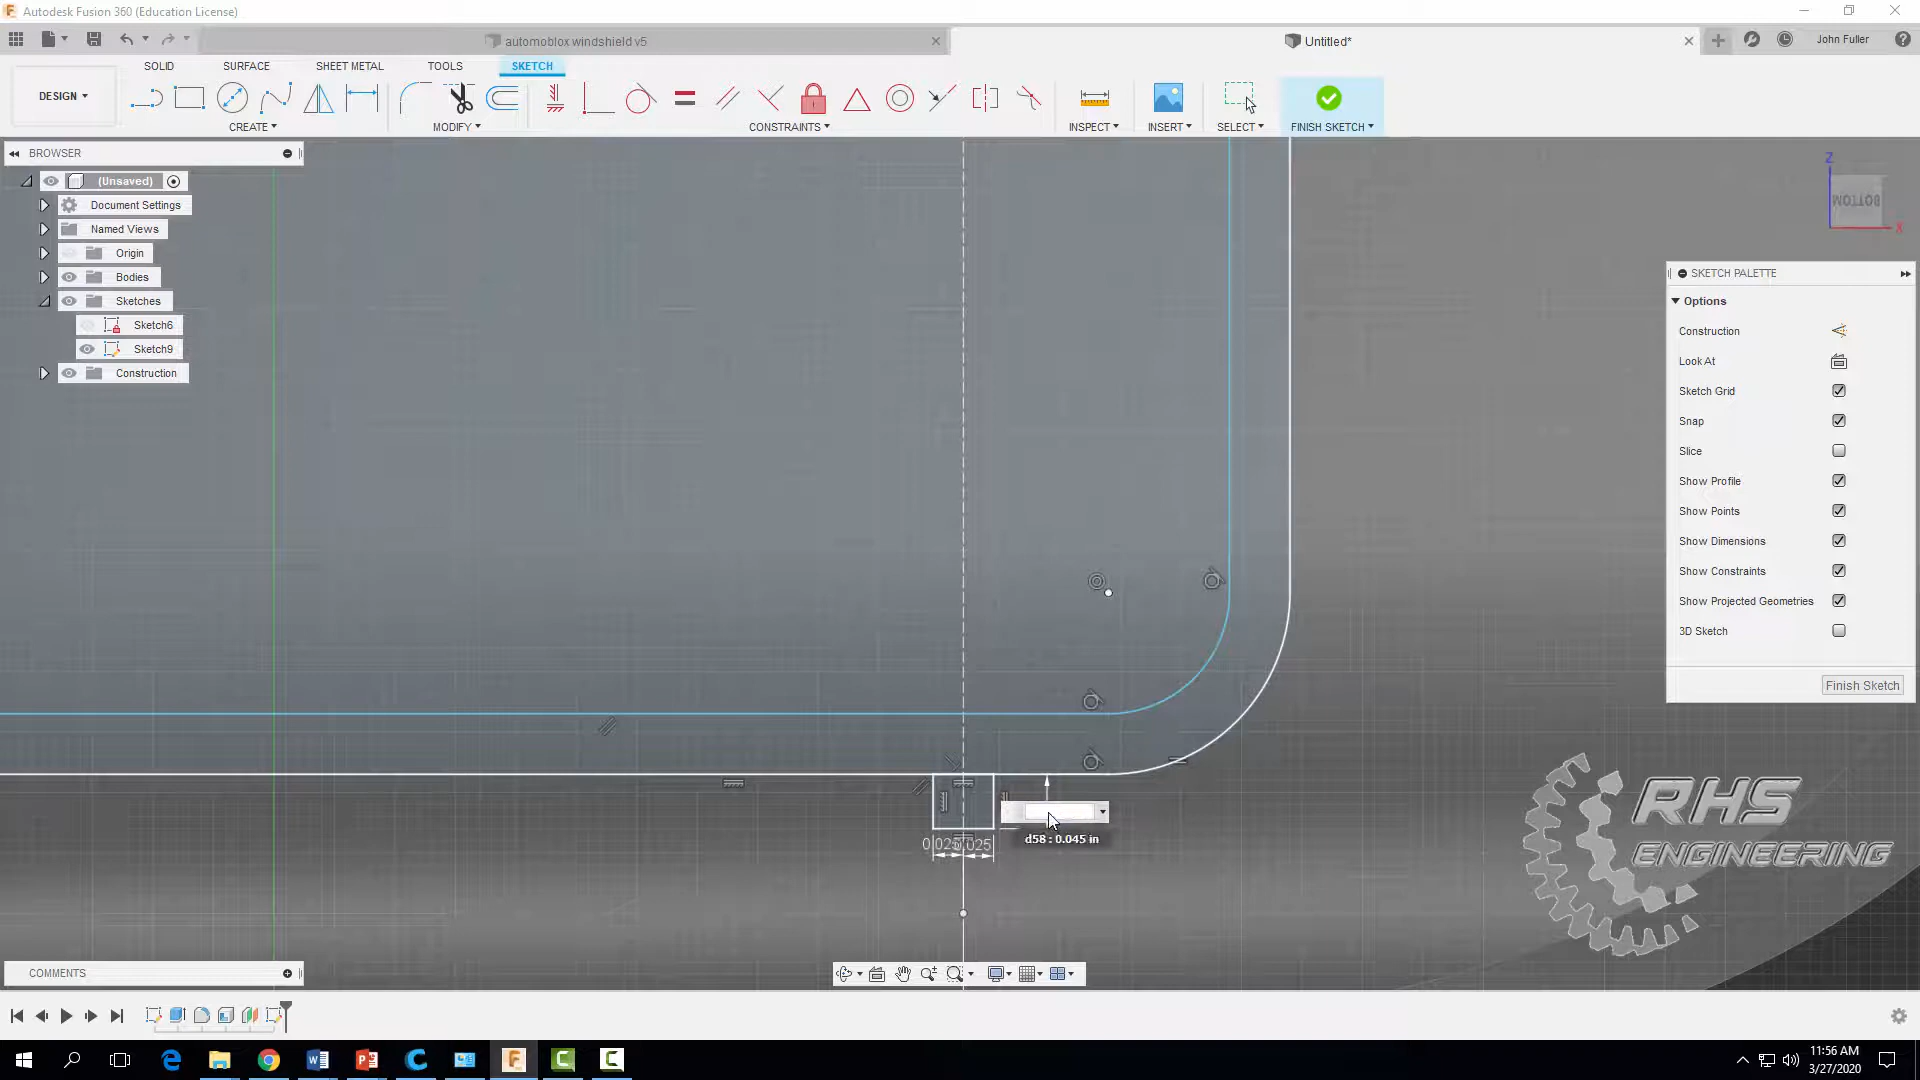 Autodesk Fusion 360 (Education License)
automoblox windshield v5
Untitled*
John Fuller
SOLID
SURFACE
SHEET METAL
TOOLS
SKETCH
DESIGN
CREATE
MODIFY
CONSTRAINTS
INSPECT
INSERT
SELECT
FINISH SKETCH
BROWSER
(Unsaved)
Document Settings
Named Views
Origin
Bodies
Sketches
Sketch6
Sketch9
Construction
Z
BOTTOM
X
SKETCH PALETTE
Options
Construction
Look At
Sketch Grid
Snap
Slice
Show Profile
Show Points
Show Dimensions
Show Constraints
Show Projected Geometries
3D Sketch
Finish Sketch
d58 : 0.045 in
0.025
0.025
RHS
ENGINEERING
COMMENTS
11:56 AM
3/27/2020